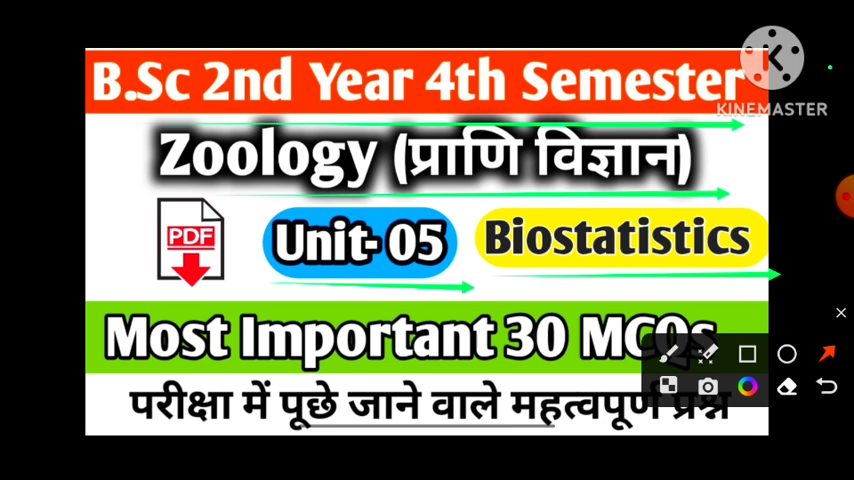 B.Sc 2nd Year 4th Semester
KINEMASTER
Zoology (प्राणि विज्ञान)
PDF
Unit- 05
Biostatistics
Most Important 30 MCQs
परीक्षा में पूछे जाने वाले महत्वपूर्ण प्रश्न